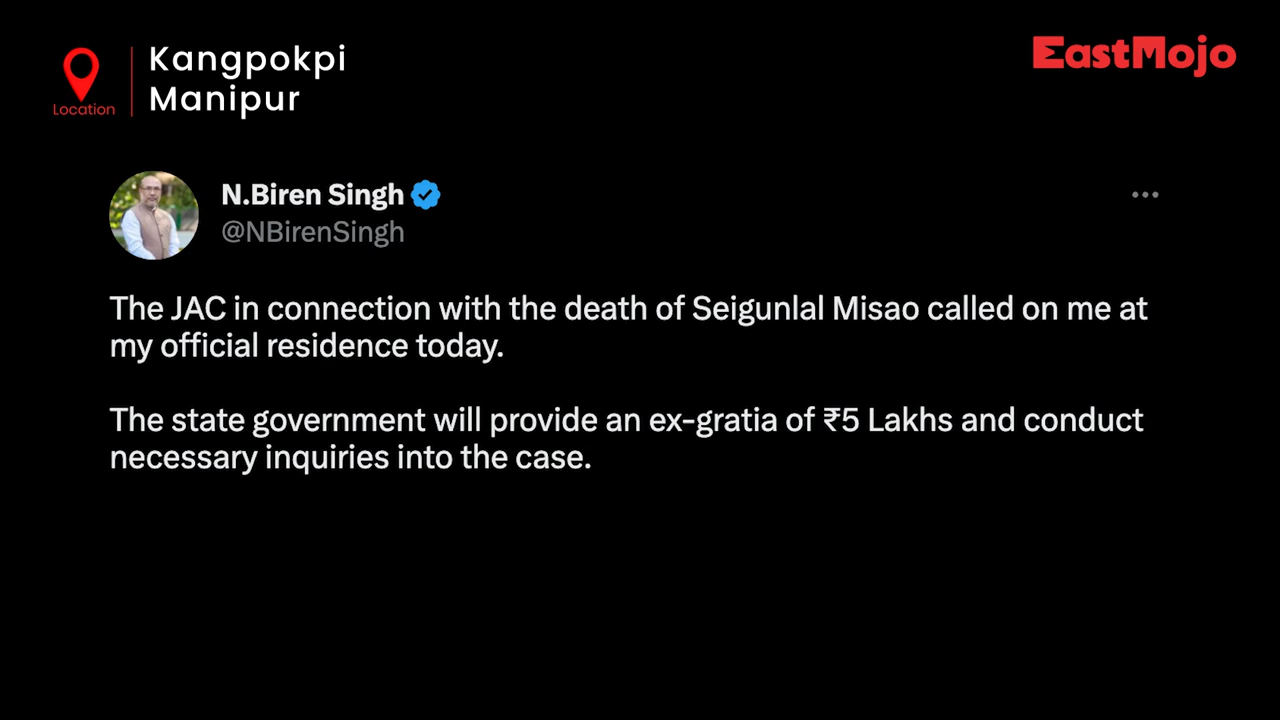 Kangpokpi
Manipur
Location
EastMojo
N.Biren Singh
@NBirenSingh
The JAC in connection with the death of Seigunlal Misao called on me at
my official residence today.
The state government will provide an ex-gratia of ₹5 Lakhs and conduct
necessary inquiries into the case.